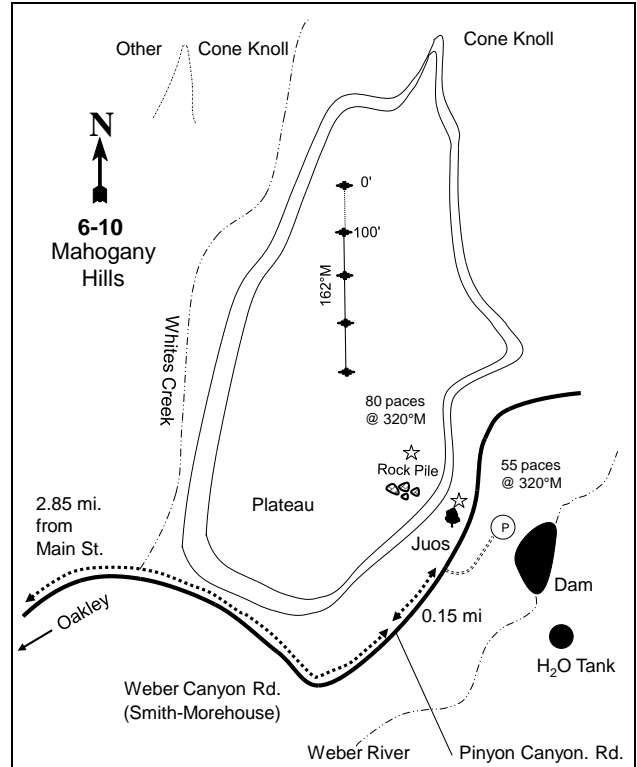 Other
Cone Knoll
Cone Knoll
N
6-10
Mahogany
Hills
0'
100'
162°M
Whites Creek
80 paces
@ 320°M
Rock Pile
55 paces
@ 320°M
P
Plateau
Juos
2.85 mi.
from
Main St.
Dam
0.15 mi
Oakley
H₂O Tank
Weber Canyon Rd.
(Smith-Morehouse)
Weber River
Pinyon Canyon. Rd.